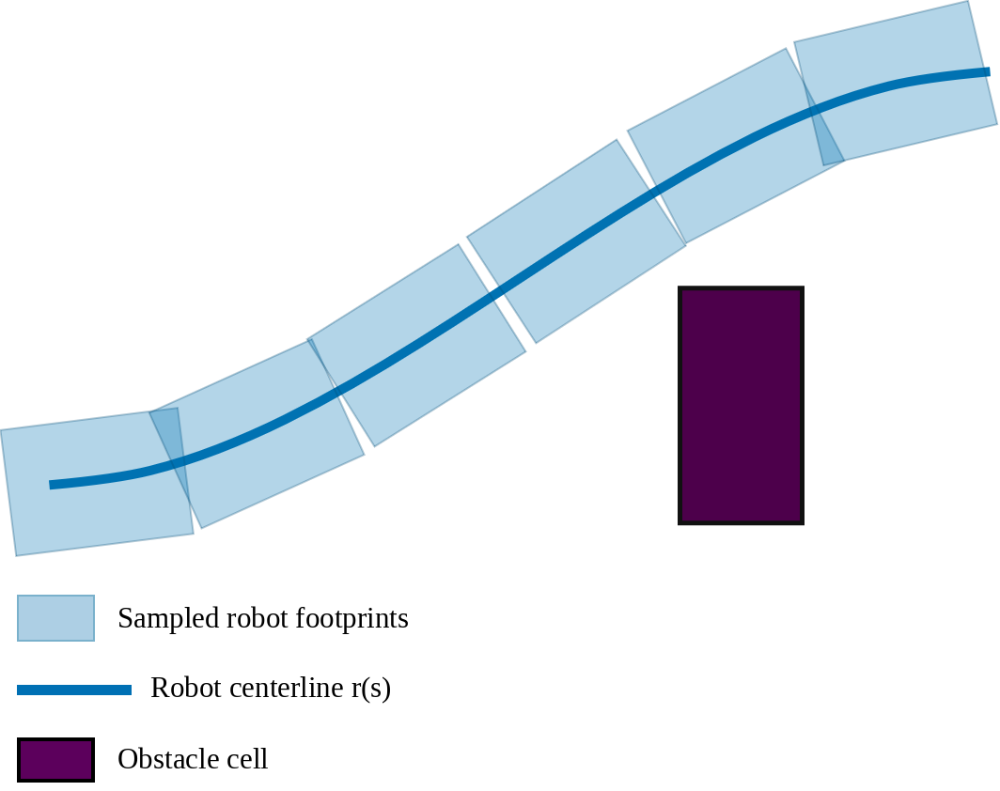 Sampled robot footprints
Robot centerline r(s)
Obstacle cell